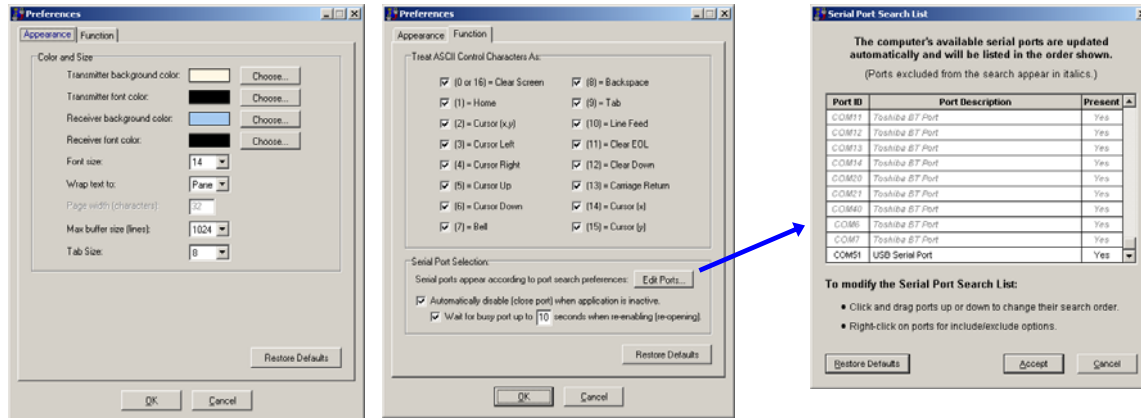 Preferences
Appearance Function
Color and Size
Transmitter background color: Choose...
Transmitter font color: Choose...
Receiver background color: Choose...
Receiver font color: Choose...
Font size: 14
Wrap text to: Pane
Page width (characters): 32
Max buffer size (lines): 1024
Tab Size: 8
Restore Defaults
OK Cancel
Preferences
Appearance Function
Treat ASCII Control Characters As:
(0 or 16) = Clear Screen (8) = Backspace
(1) = Home (9) = Tab
(2) = Cursor (x,y) (10) = Line Feed
(3) = Cursor Left (11) = Clear EOL
(4) = Cursor Right (12) = Clear Down
(5) = Cursor Up (13) = Carriage Return
(6) = Cursor Down (14) = Cursor (x)
(7) = Bell (15) = Cursor (y)
Serial Port Selection:
Serial ports appear according to port search preferences: Edit Ports...
Automatically disable (close port) when application is inactive.
Wait for busy port up to 10 seconds when re-enabling (re-opening).
Restore Defaults
OK Cancel
Serial Port Search List
The computer's available serial ports are updated
automatically and will be listed in the order shown.
(Ports excluded from the search appear in italics.)
Port ID Port Description Present
COM11 Toshiba BT Port Yes
COM12 Toshiba BT Port Yes
COM13 Toshiba BT Port Yes
COM14 Toshiba BT Port Yes
COM20 Toshiba BT Port Yes
COM21 Toshiba BT Port Yes
COM40 Toshiba BT Port Yes
COM6 Toshiba BT Port Yes
COM7 Toshiba BT Port Yes
COM51 USB Serial Port Yes
To modify the Serial Port Search List:
• Click and drag ports up or down to change their search order.
• Right-click on ports for include/exclude options.
Restore Defaults Accept Cancel